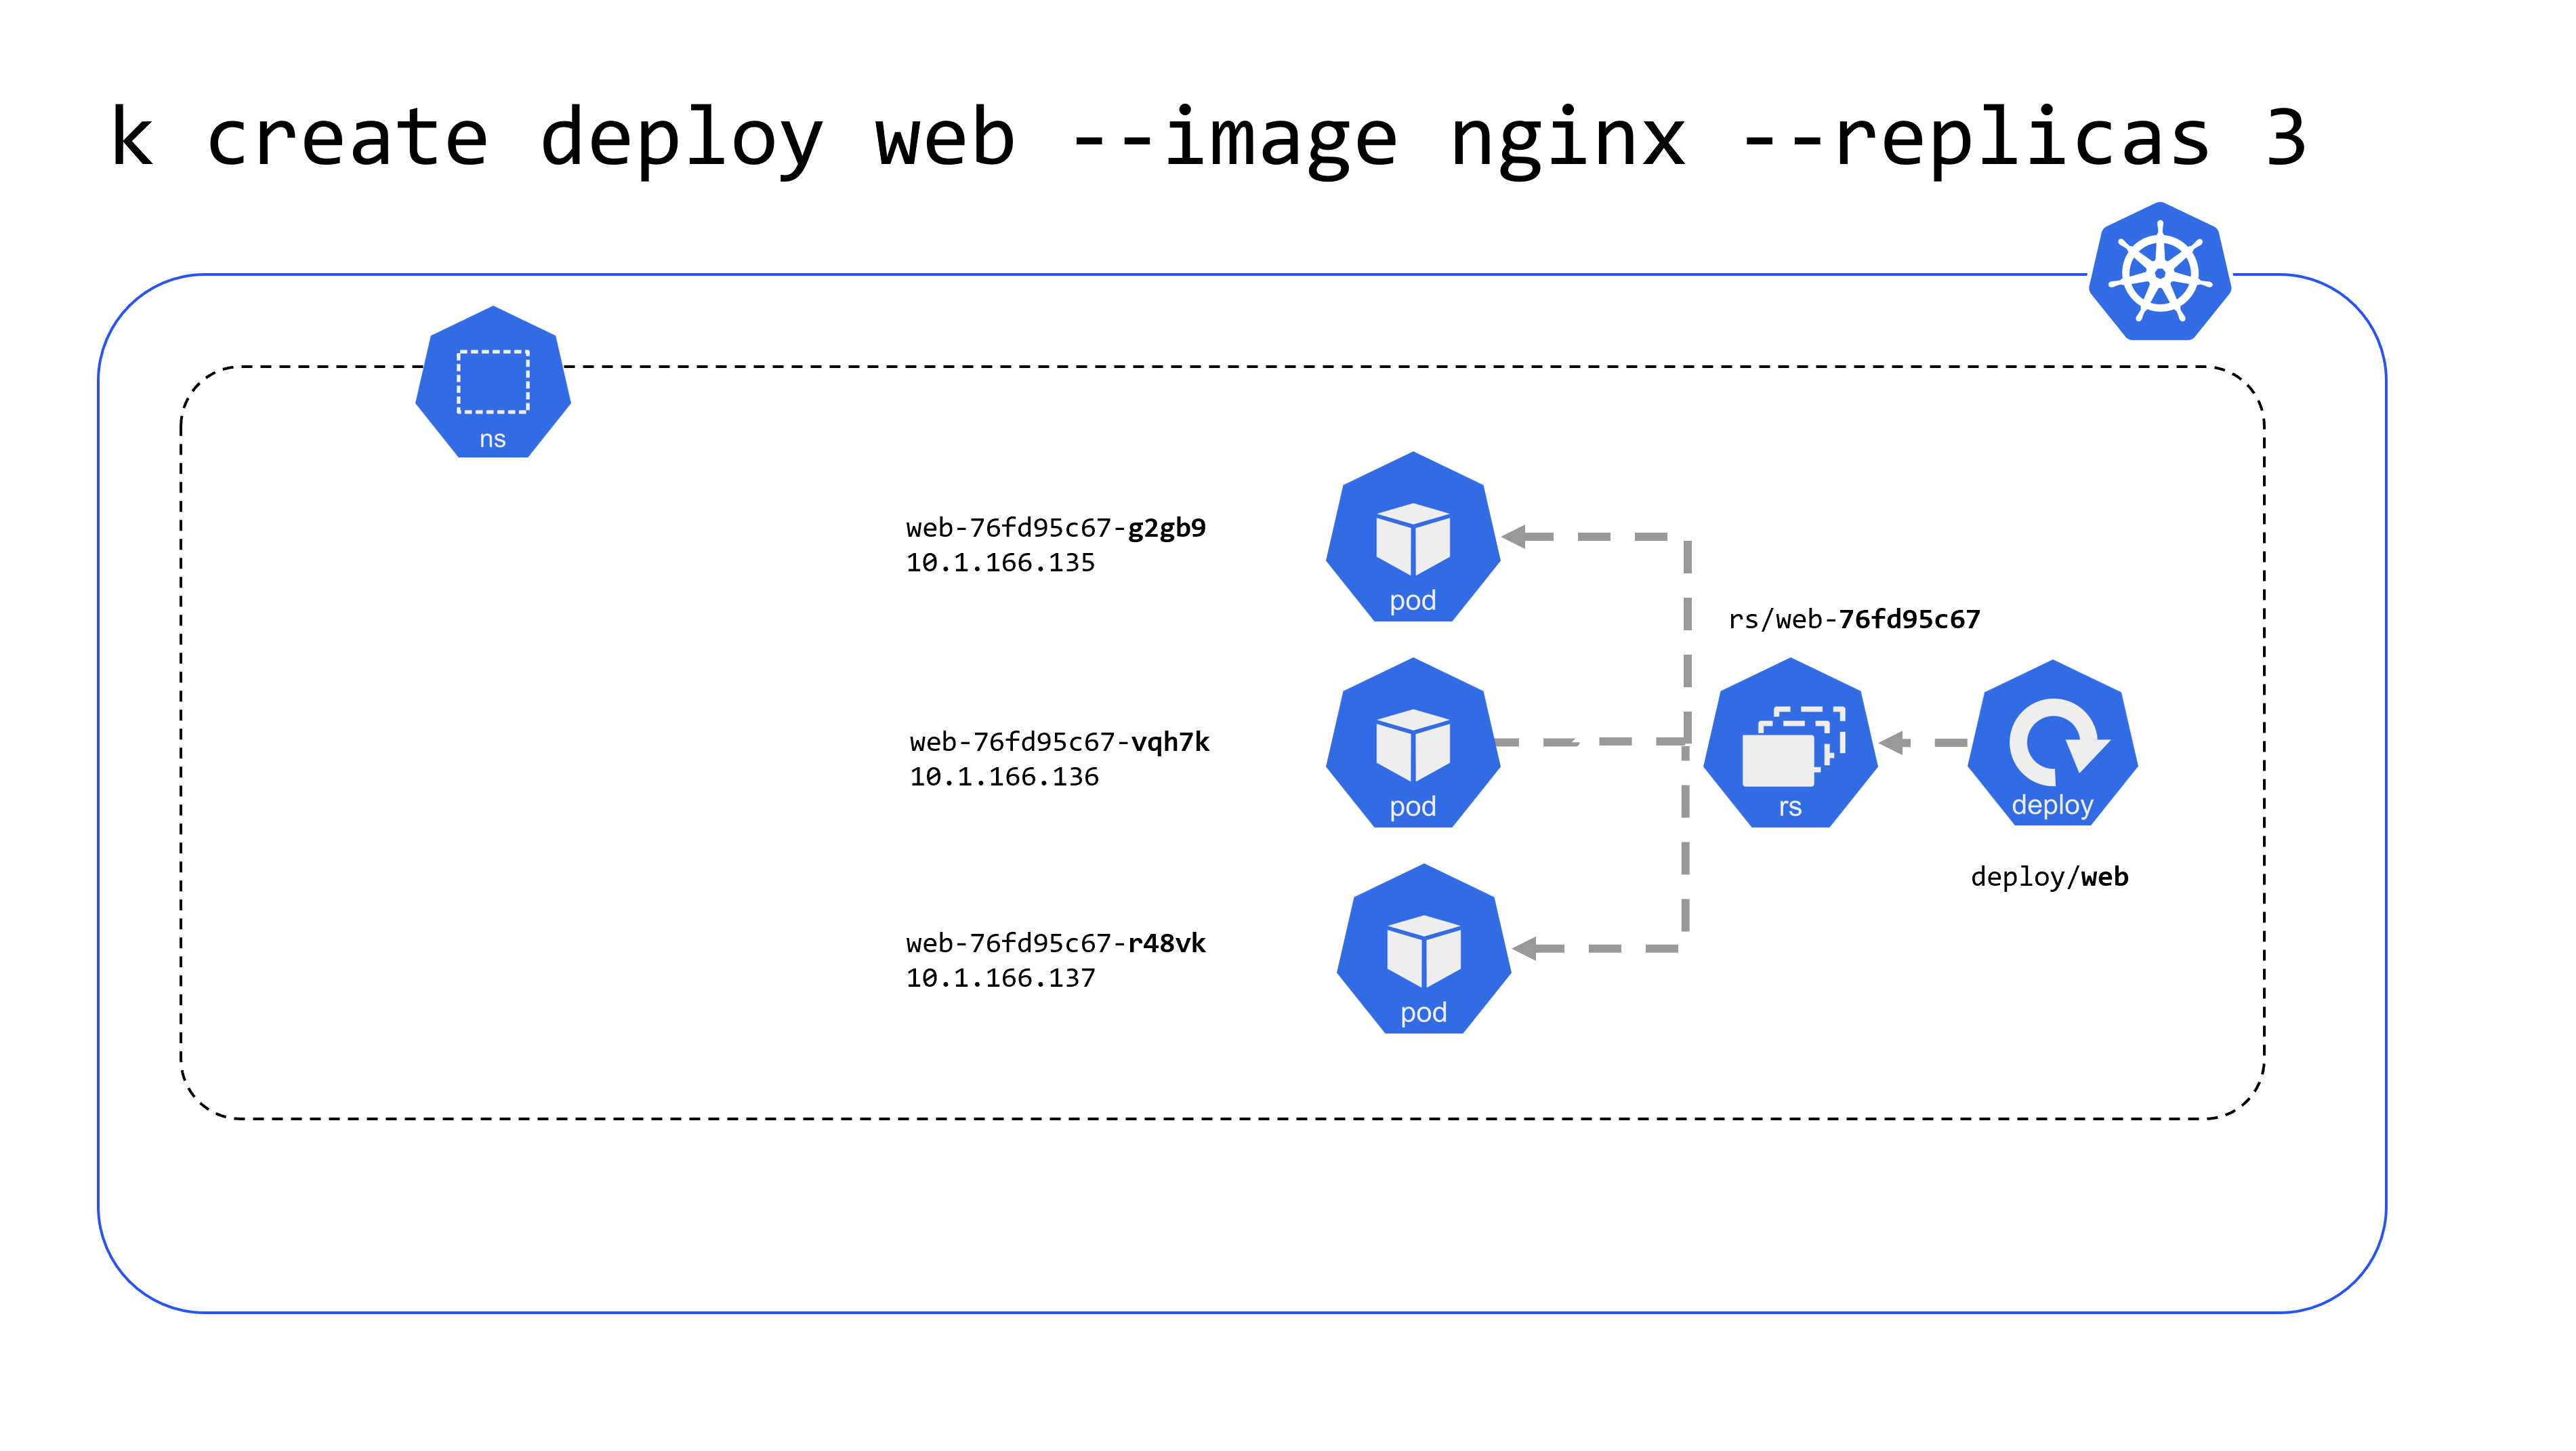 k create deploy web --image nginx --replicas 3
ns
web-76fd95c67-g2gb9
10.1.166.135
pod
rs/web-76fd95c67
web-76fd95c67-vqh7k
10.1.166.136
pod
rs
deploy
deploy/web
web-76fd95c67-r48vk
10.1.166.137
pod